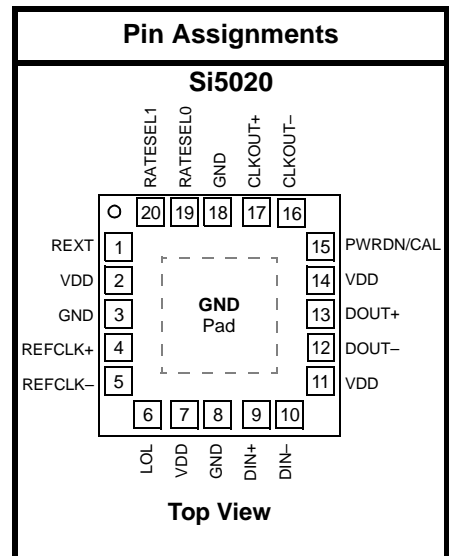 Pin Assignments
Si5020
RATESEL1
RATESEL0
GND
CLKOUT+
CLKOUT–
20 19 18 17 16
REXT 1
VDD 2
GND 3
REFCLK+ 4
REFCLK– 5
GND
Pad
15 PWRDN/CAL
14 VDD
13 DOUT+
12 DOUT–
11 VDD
6 7 8 9 10
LOL
VDD
GND
DIN+
DIN–
Top View